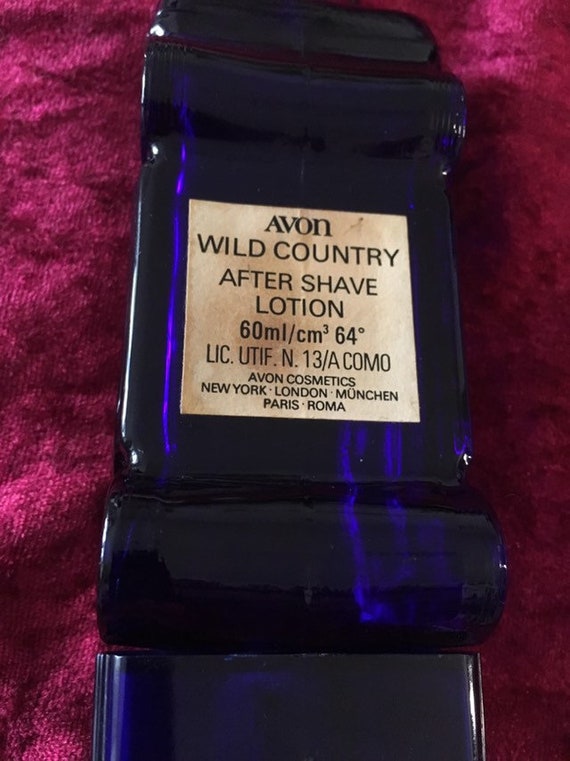 AVON
WILD COUNTRY
AFTER SHAVE
LOTION
60ml/cm³ 64°
LIC. UTIF. N. 13/A COMO
AVON COSMETICS
NEW YORK · LONDON · MÜNCHEN
PARIS · ROMA